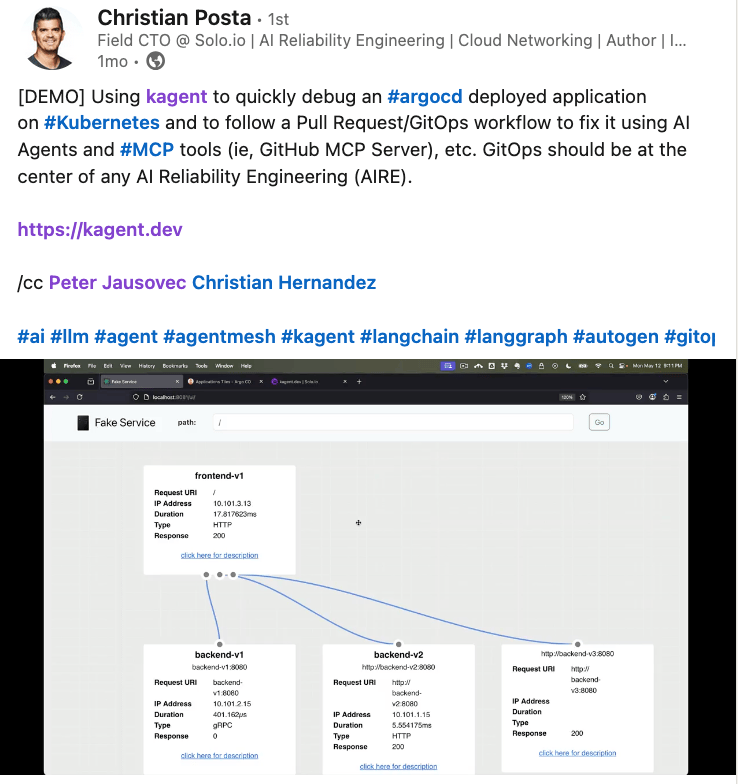 Christian Posta · 1st
Field CTO @ Solo.io | AI Reliability Engineering | Cloud Networking | Author | I...
1mo ·
[DEMO] Using kagent to quickly debug an #argocd deployed application
on #Kubernetes and to follow a Pull Request/GitOps workflow to fix it using AI
Agents and #MCP tools (ie, GitHub MCP Server), etc. GitOps should be at the
center of any AI Reliability Engineering (AIRE).
https://kagent.dev
/cc Peter Jausovec Christian Hernandez
#ai #llm #agent #agentmesh #kagent #langchain #langgraph #autogen #gitop
Firefox File Edit View History Bookmarks Tools Window Help
Mon May 12 9:11 PM
Fake Service
Applications Tiles - Argo CD
kagent.dev | Solo.io
100%
Fake Service path: / Go
frontend-v1
Request URI /
IP Address 10.101.3.13
Duration 17.817623ms
Type HTTP
Response 200
click here for description
backend-v1
backend-v1:8080
Request URI backend-
v1:8080
IP Address 10.101.2.15
Duration 401.162µs
Type gRPC
Response 0
click here for description
backend-v2
http://backend-v2:8080
Request URI http://
backend-
v2:8080
IP Address 10.101.1.15
Duration 5.554175ms
Type HTTP
Response 200
click here for description
http://backend-v3:8080
Request URI http://
backend-
v3:8080
IP Address
Duration
Type
Response 200
click here for description